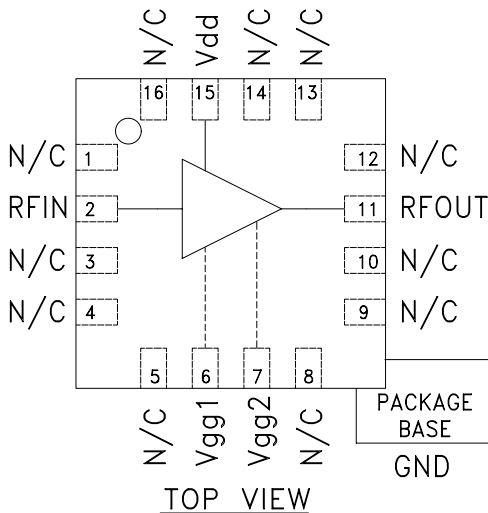 N/C Vdd N/C N/C
16 15 14 13
N/C 1
12 N/C
RFIN 2
11 RFOUT
N/C 3
10 N/C
N/C 4
9 N/C
5 6 7 8
N/C Vgg1 Vgg2 N/C
PACKAGE
BASE
GND
TOP VIEW